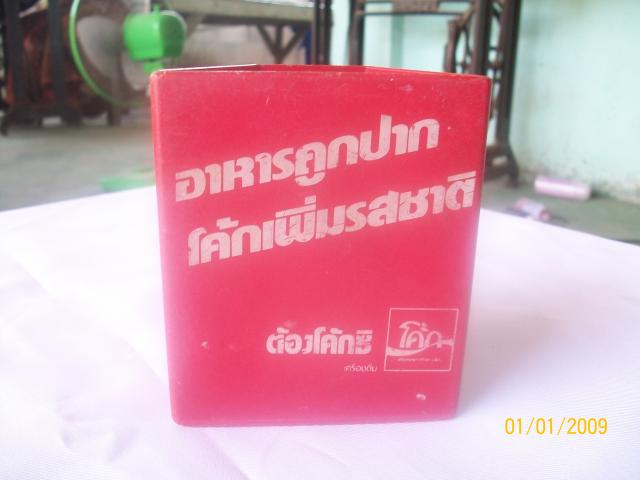 อาหารถูกปาก
โค้กเพิ่มรสชาติ
ต้องโค้กซิ
โค้ก
เครื่องดื่ม
01/01/2009